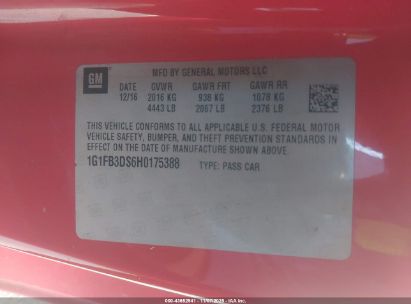 GM
MFD BY GENERAL MOTORS LLC
DATE GVWR GAWR FRT GAWR RR
12/16 2016 KG 938 KG 1078 KG
4443 LB 2067 LB 2376 LB
THIS VEHICLE CONFORMS TO ALL APPLICABLE U.S. FEDERAL MOTOR
VEHICLE SAFETY, BUMPER, AND THEFT PREVENTION STANDARDS IN
EFFECT ON THE DATE OF MANUFACTURE SHOWN ABOVE.
1G1FB3DS6H0175388 TYPE: PASS CAR